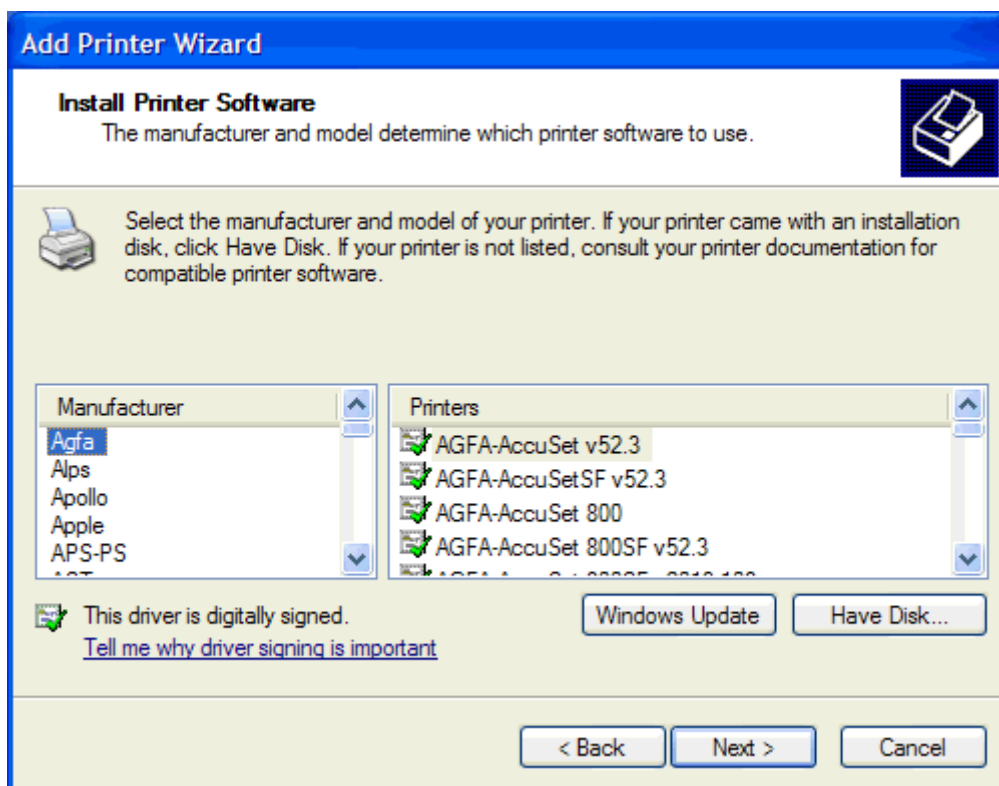 Add Printer Wizard
Install Printer Software
The manufacturer and model determine which printer software to use.
Select the manufacturer and model of your printer. If your printer came with an installation
disk, click Have Disk. If your printer is not listed, consult your printer documentation for
compatible printer software.
Manufacturer
Agfa
Alps
Apollo
Apple
APS-PS
Printers
AGFA-AccuSet v52.3
AGFA-AccuSetSF v52.3
AGFA-AccuSet 800
AGFA-AccuSet 800SF v52.3
This driver is digitally signed.
Tell me why driver signing is important
Windows Update
Have Disk...
< Back
Next >
Cancel